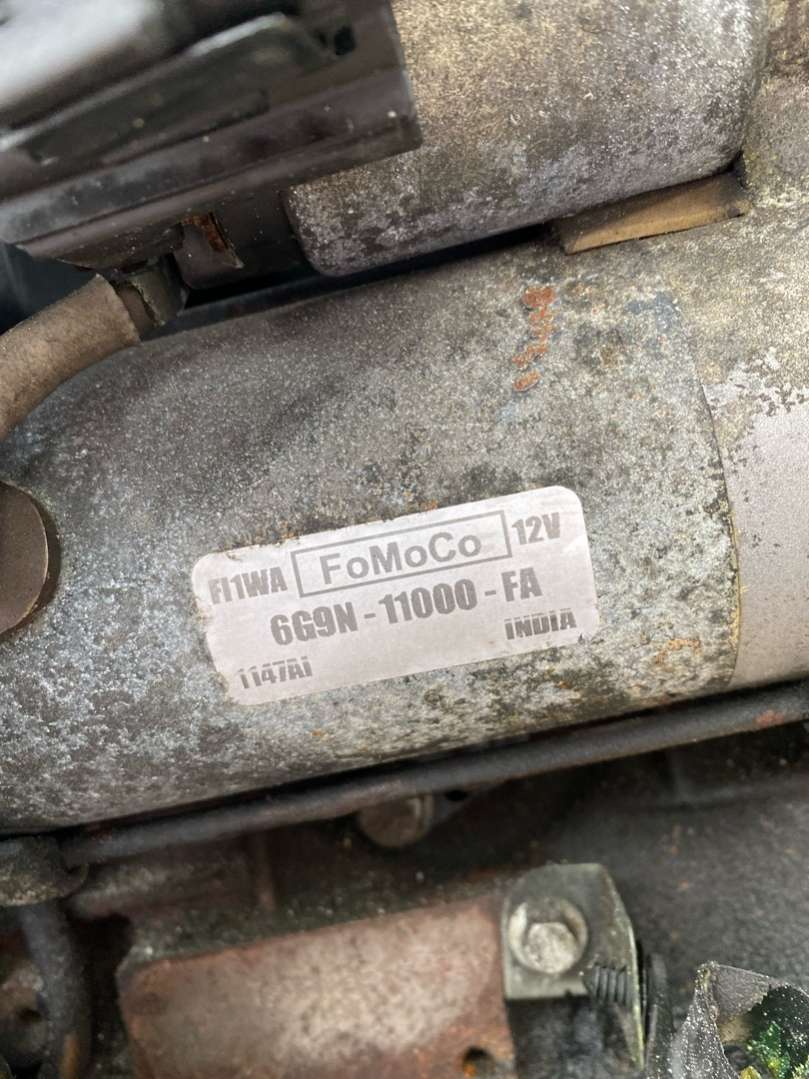 FI1WA FoMoCo 12V
6G9N - 11000 - FA
1147AI INDIA